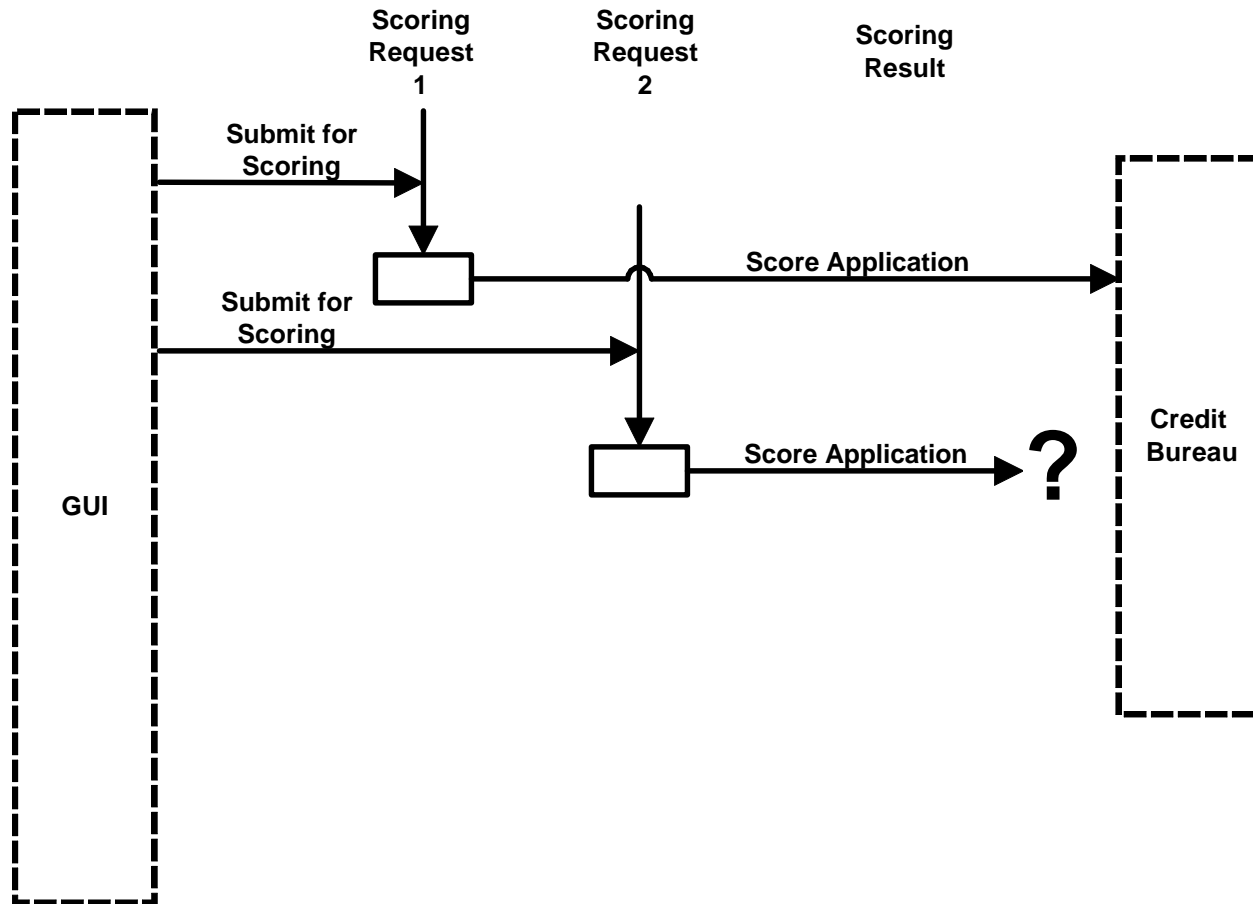 Scoring
Request
1
Scoring
Request
2
Scoring
Result
Submit for
Scoring
Score Application
Submit for
Scoring
Credit
Bureau
Score Application
?
GUI